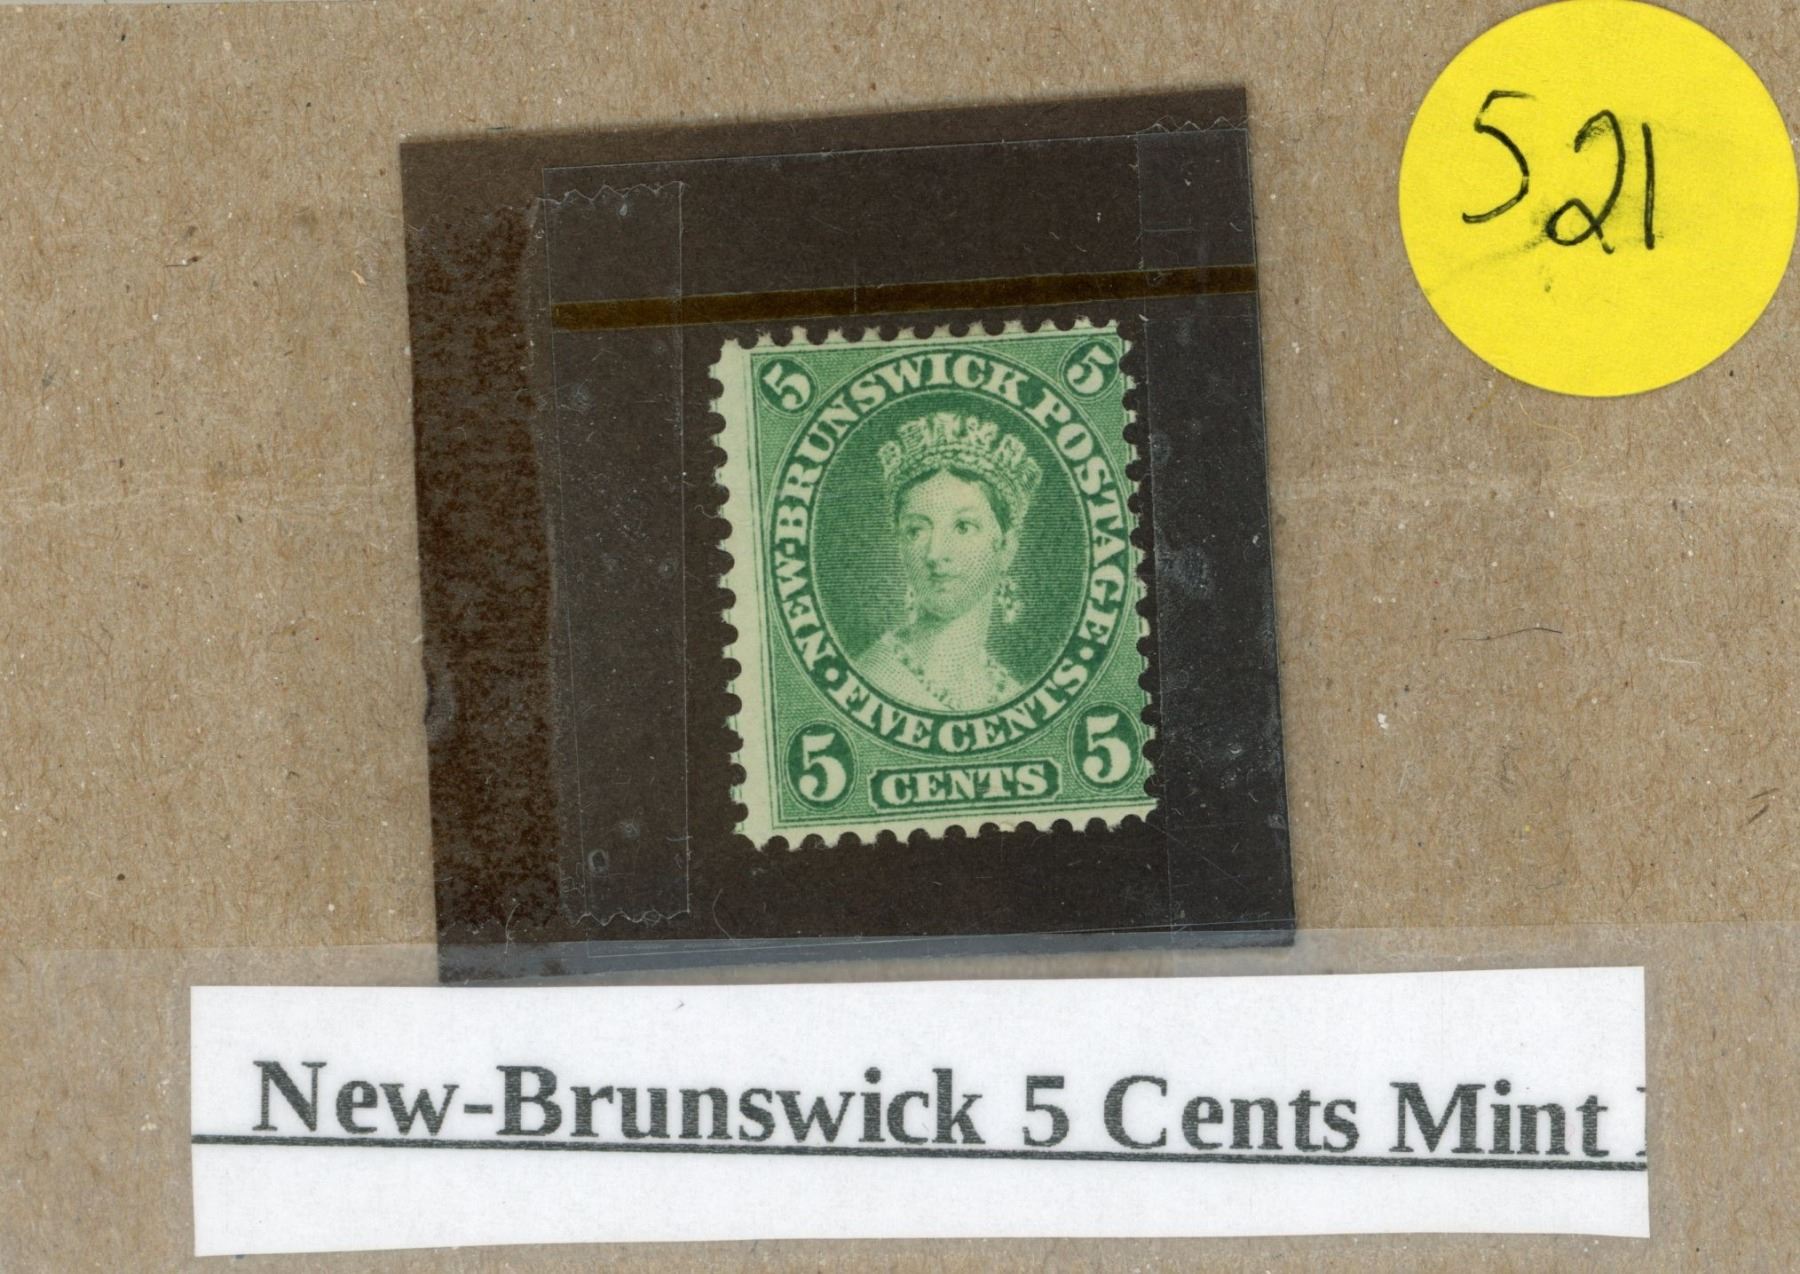 521
5 5
NEW BRUNSWICK POSTAGE
· FIVE CENTS ·
5 CENTS 5
New-Brunswick 5 Cents Mint